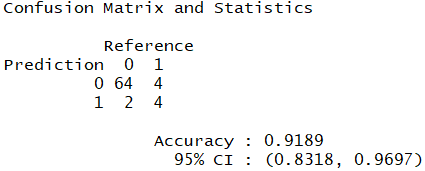 Confusion Matrix and Statistics
Reference
Prediction 0 1
0 64 4
1 2 4
Accuracy : 0.9189
95% CI : (0.8318, 0.9697)